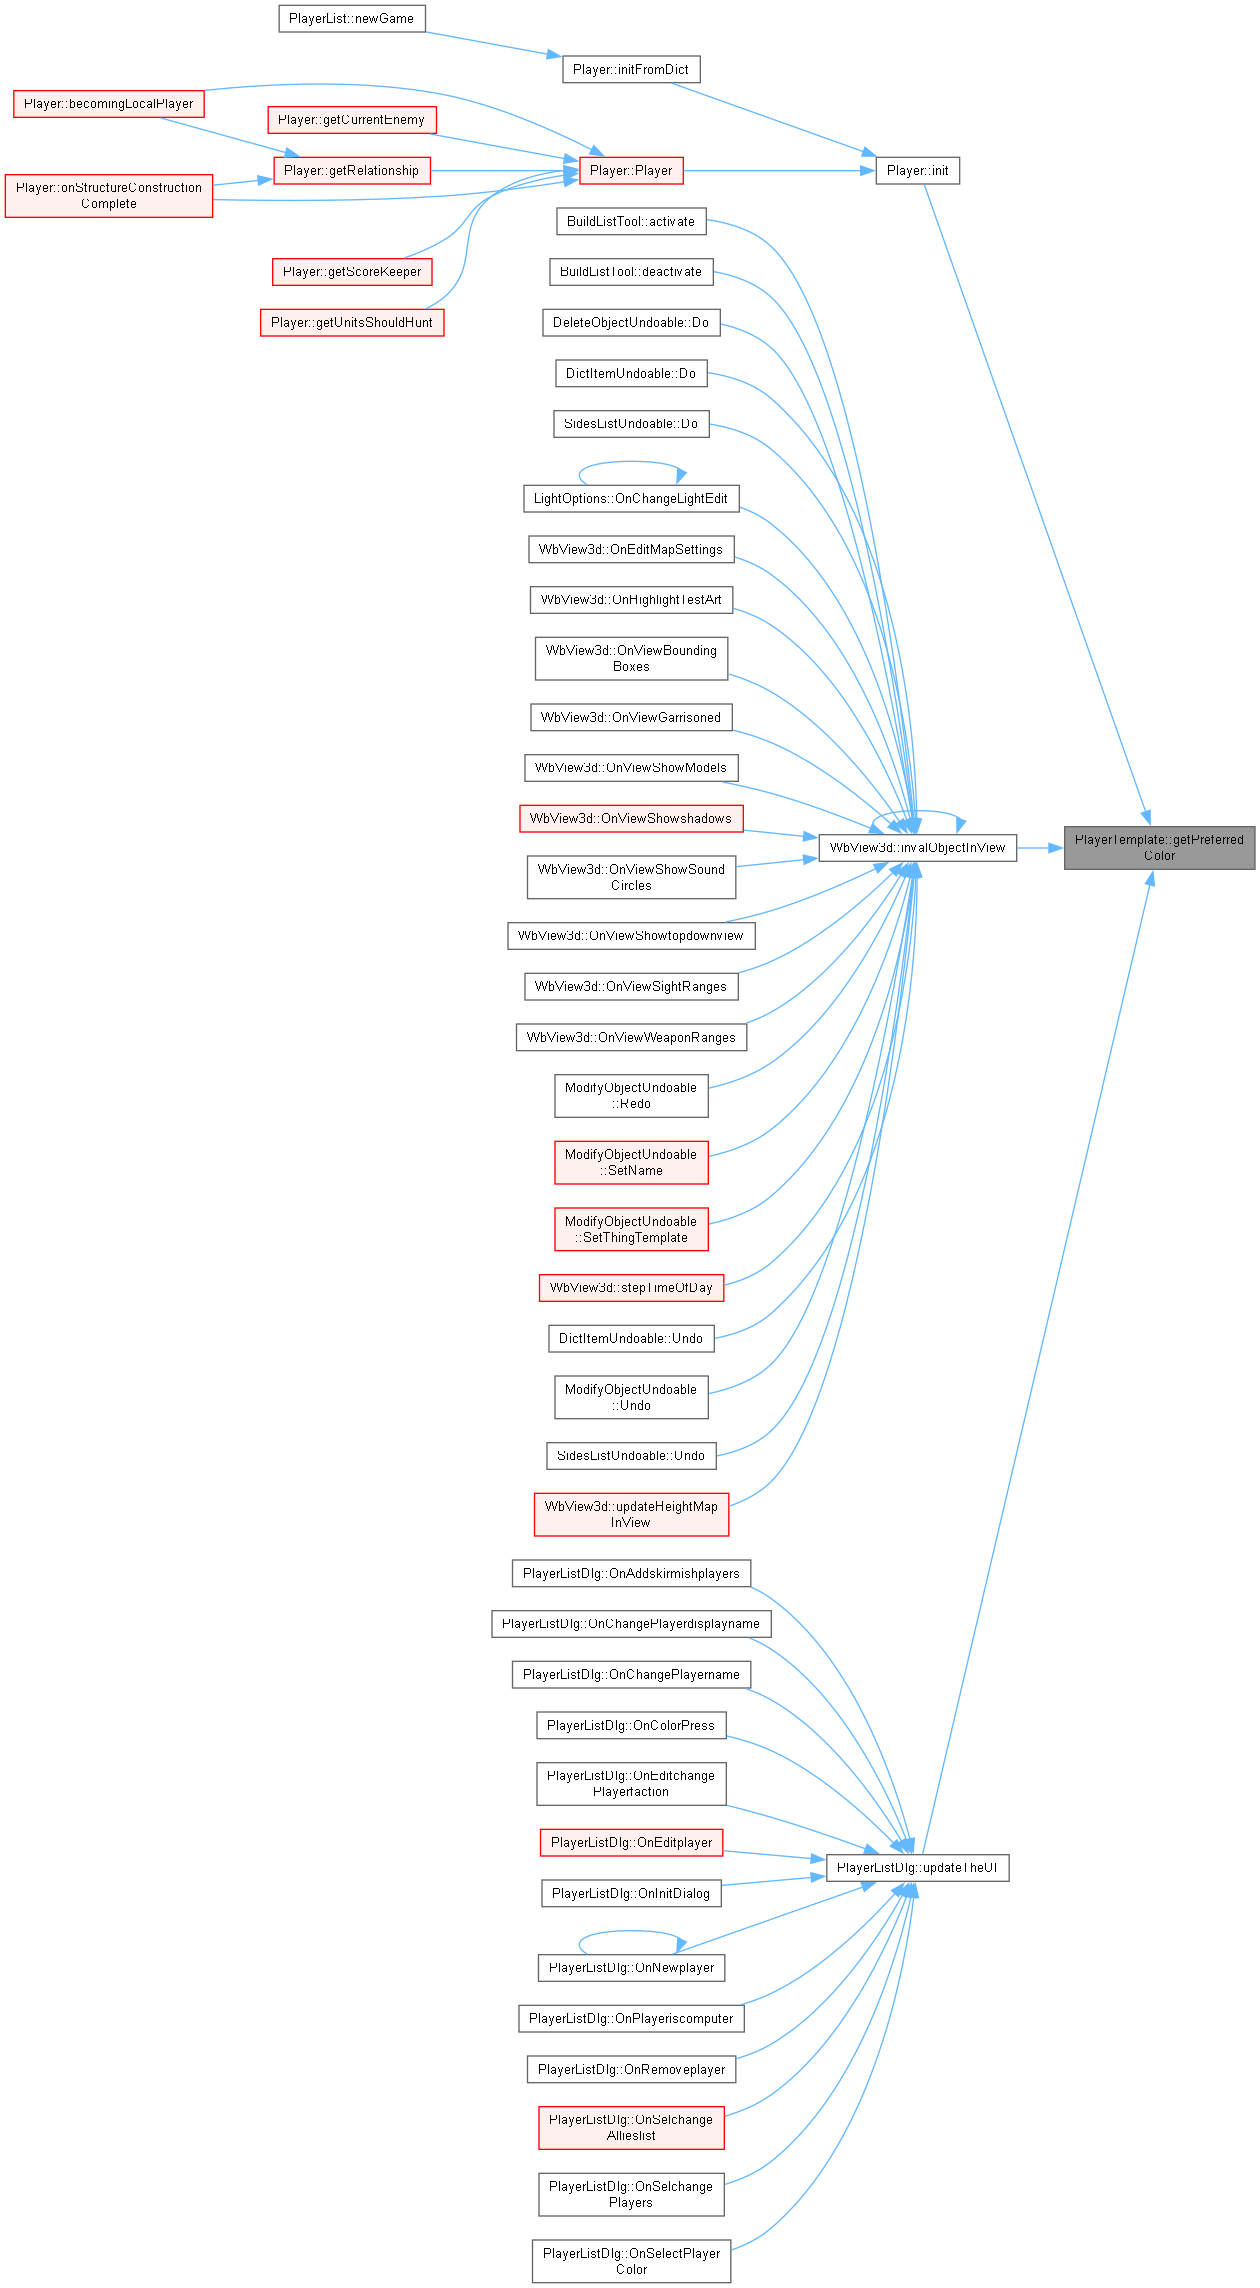 PlayerList::newGame
Player::initFromDict
Player::becomingLocalPlayer
Player::getCurrentEnemy
Player::getRelationship
Player::Player
Player::init
Player::onStructureConstruction
Complete
Player::getScoreKeeper
Player::getUnitsShouldHunt
BuildListTool::activate
BuildListTool::deactivate
DeleteObjectUndoable::Do
DictItemUndoable::Do
SidesListUndoable::Do
LightOptions::OnChangeLightEdit
WbView3d::OnEditMapSettings
WbView3d::OnHighlightTestArt
WbView3d::OnViewBounding
Boxes
WbView3d::OnViewGarrisoned
WbView3d::OnViewShowModels
WbView3d::OnViewShowshadows
WbView3d::invalObjectInView
PlayerTemplate::getPreferred
Color
WbView3d::OnViewShowSound
Circles
WbView3d::OnViewShowtopdownview
WbView3d::OnViewSightRanges
WbView3d::OnViewWeaponRanges
ModifyObjectUndoable
::Redo
ModifyObjectUndoable
::SetName
ModifyObjectUndoable
::SetThingTemplate
WbView3d::stepTimeOfDay
DictItemUndoable::Undo
ModifyObjectUndoable
::Undo
SidesListUndoable::Undo
WbView3d::updateHeightMap
InView
PlayerListDlg::OnAddskirmishplayers
PlayerListDlg::OnChangePlayerdisplayname
PlayerListDlg::OnChangePlayername
PlayerListDlg::OnColorPress
PlayerListDlg::OnEditchange
Playerfaction
PlayerListDlg::OnEditplayer
PlayerListDlg::updateTheUI
PlayerListDlg::OnInitDialog
PlayerListDlg::OnNewplayer
PlayerListDlg::OnPlayeriscomputer
PlayerListDlg::OnRemoveplayer
PlayerListDlg::OnSelchange
Allieslist
PlayerListDlg::OnSelchange
Players
PlayerListDlg::OnSelectPlayer
Color